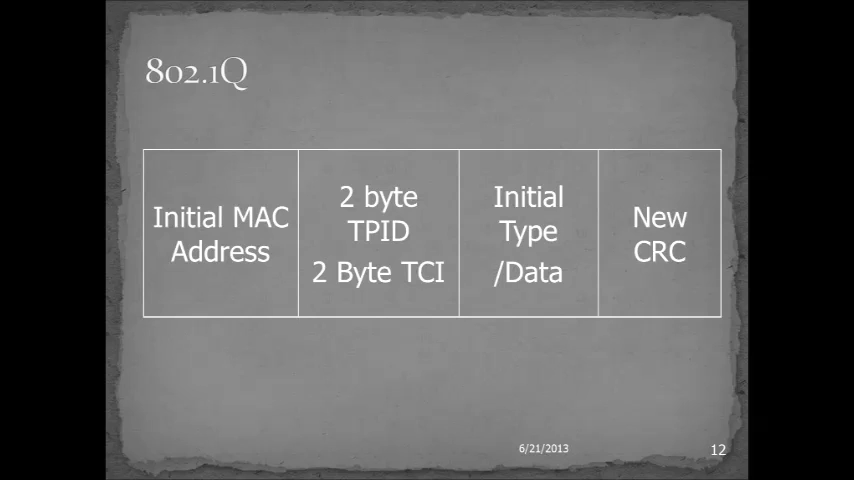 802.1Q
Initial MAC
Address
2 byte
TPID
2 Byte TCI
Initial
Type
/Data
New
CRC
6/21/2013
12